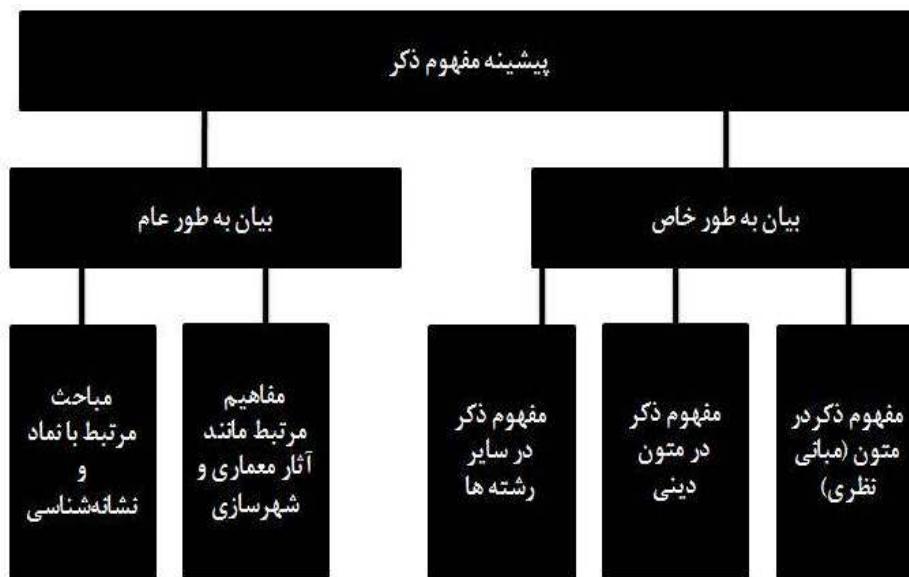 پیشینه مفهوم ذکر
بیان به طور خاص
بیان به طور عام
مفهوم ذکردر
متون (مبانی
نظری)
مفهوم ذکر
در متون
دینی
مفهوم ذکر
در سایر
رشته ها
مفاهیم
مرتبط مانند
آثار معماری و
شهرسازی
مباحث
مرتبط با نماد
و
نشانه‌شناسی